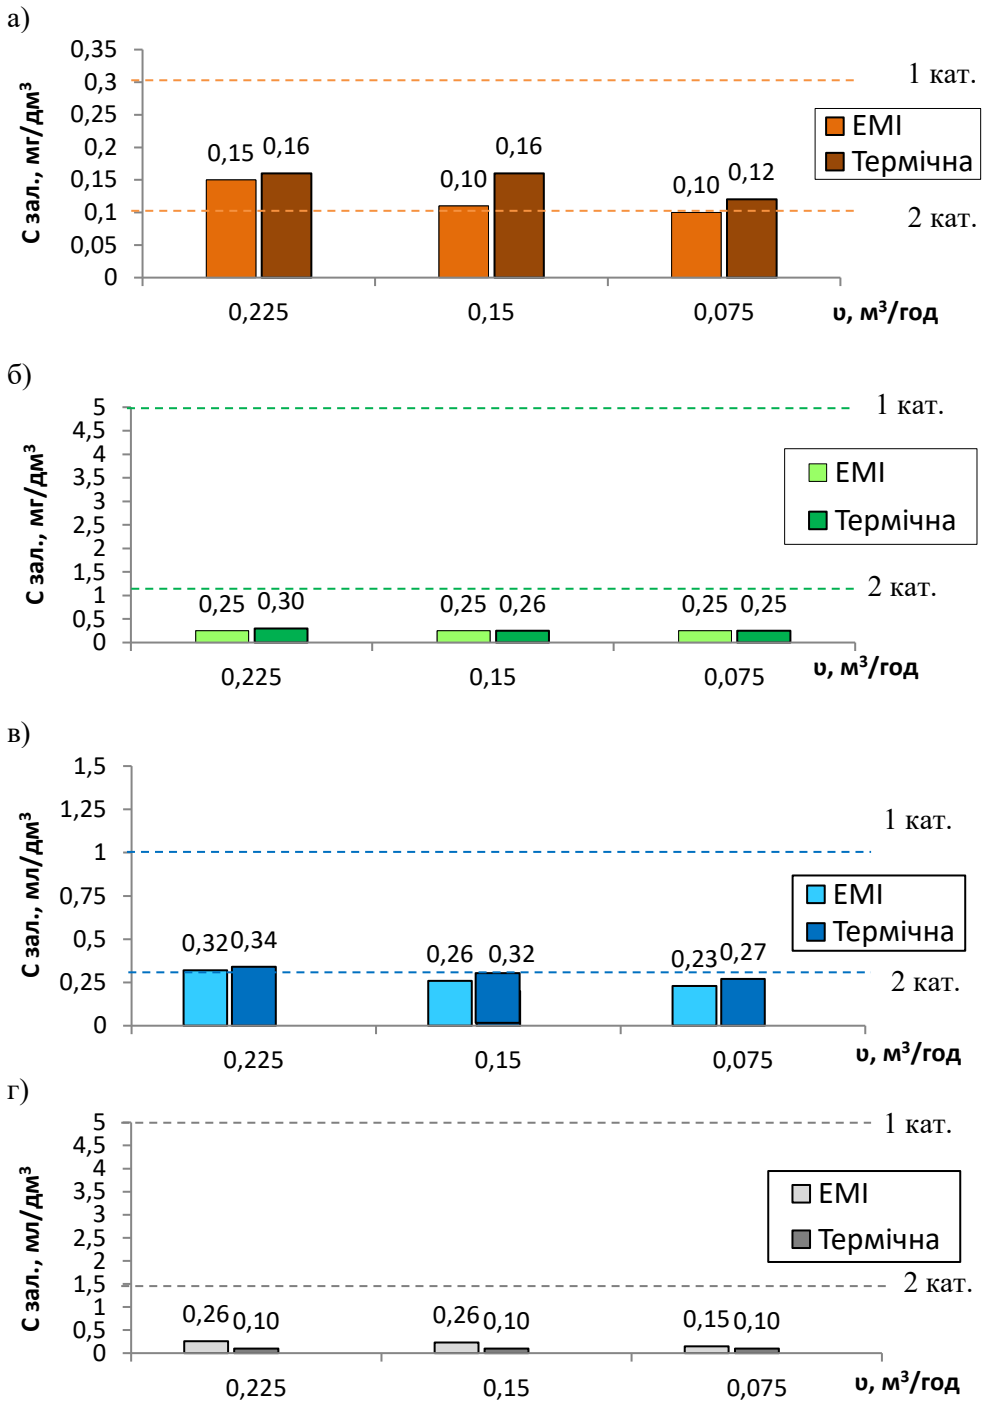 а)
С зал., мг/дм³
0,35
0,3
0,25
0,2
0,15
0,1
0,05
0
1 кат.
2 кат.
EMI
Термічна
0,15 0,16 0,10 0,16 0,10 0,12
0,225 0,15 0,075 υ, м³/год
б)
С зал., мг/дм³
5
4,5
4
3,5
3
2,5
2
1,5
1
0,5
0
1 кат.
EMI
Термічна
2 кат.
0,25 0,30 0,25 0,26 0,25 0,25
0,225 0,15 0,075 υ, м³/год
в)
С зал., мл/дм³
1,5
1,25
1
0,75
0,5
0,25
0
1 кат.
EMI
Термічна
2 кат.
0,32 0,34 0,26 0,32 0,23 0,27
0,225 0,15 0,075 υ, м³/год
г)
С зал., мл/дм³
5
4,5
4
3,5
3
2,5
2
1,5
1
0,5
0
1 кат.
EMI
Термічна
2 кат.
0,26 0,10 0,26 0,10 0,15 0,10
0,225 0,15 0,075 υ, м³/год